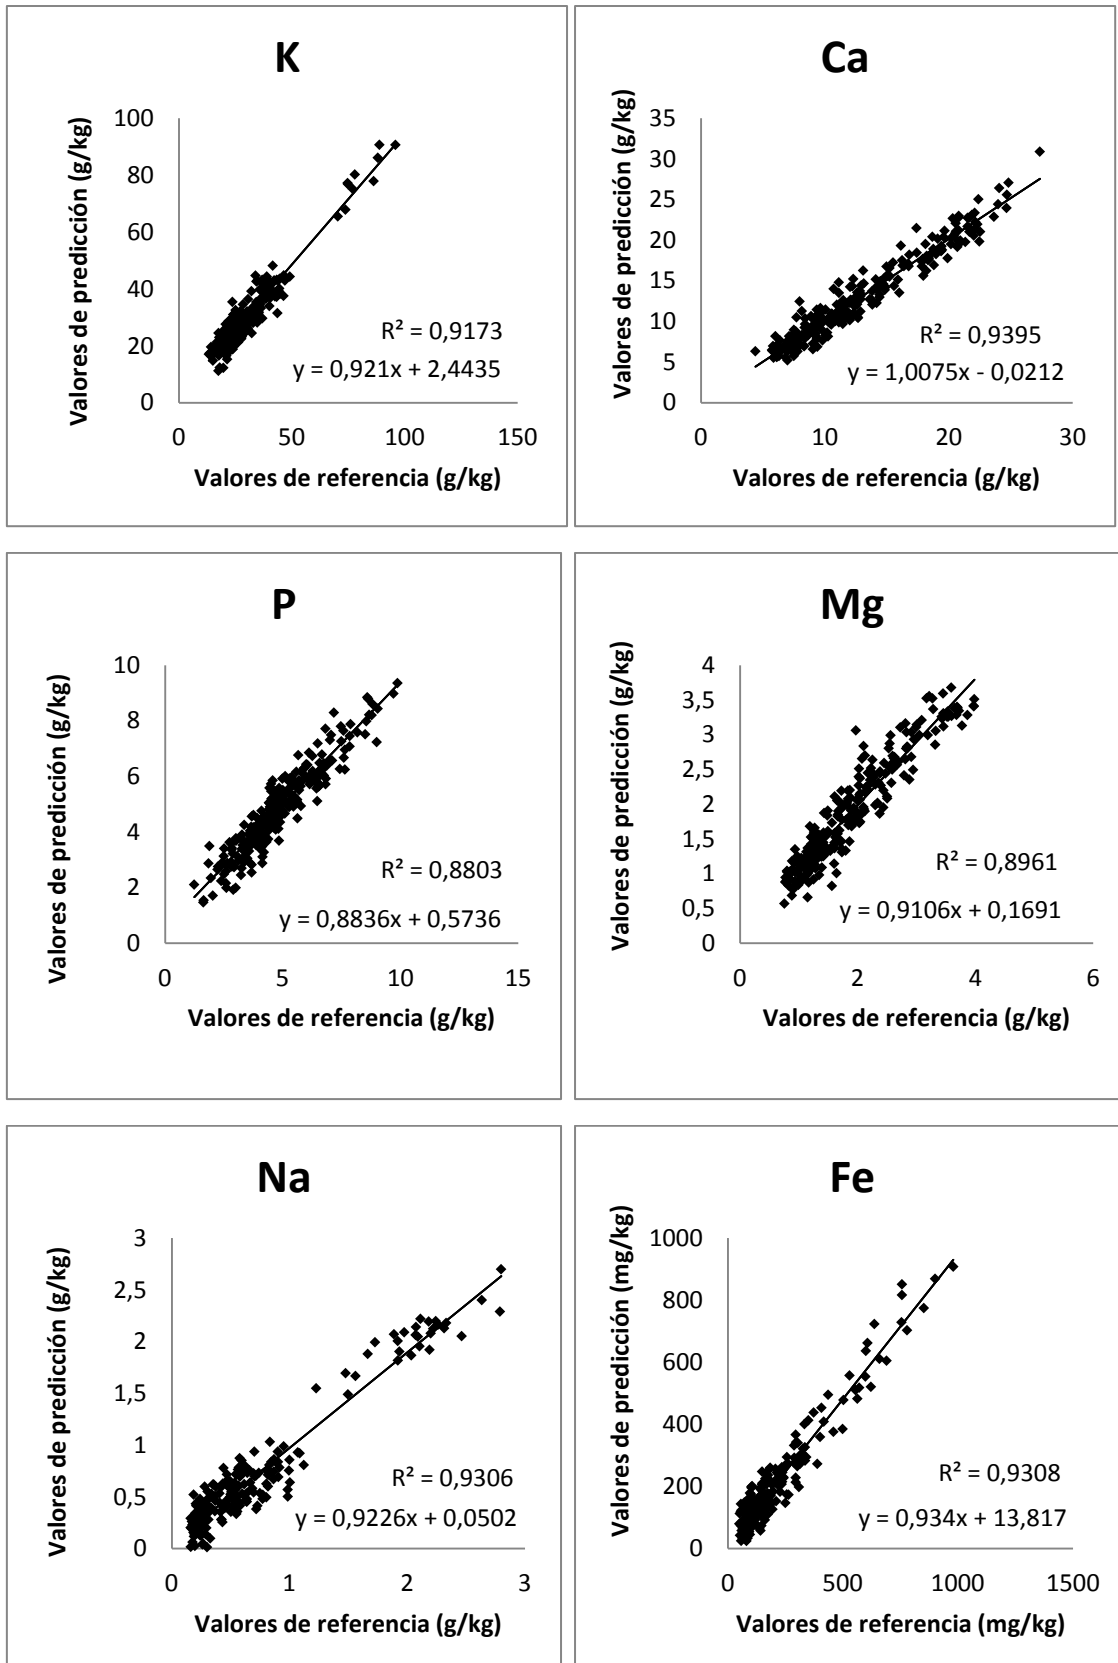 K
Valores de predicción (g/kg)
100
80
60
40
20
0
R² = 0,9173
y = 0,921x + 2,4435
0 50 100 150
Valores de referencia (g/kg)
Ca
Valores de predicción (g/kg)
35
30
25
20
15
10
5
0
R² = 0,9395
y = 1,0075x - 0,0212
0 10 20 30
Valores de referencia (g/kg)
P
Valores de predicción (g/kg)
10
8
6
4
2
0
R² = 0,8803
y = 0,8836x + 0,5736
0 5 10 15
Valores de referencia (g/kg)
Mg
Valores de predicción (g/kg)
4
3,5
3
2,5
2
1,5
1
0,5
0
R² = 0,8961
y = 0,9106x + 0,1691
0 2 4 6
Valores de referencia (g/kg)
Na
Valores de predicción (g/kg)
3
2,5
2
1,5
1
0,5
0
R² = 0,9306
y = 0,9226x + 0,0502
0 1 2 3
Valores de referencia (g/kg)
Fe
Valores de predicción (mg/kg)
1000
800
600
400
200
0
R² = 0,9308
y = 0,934x + 13,817
0 500 1000 1500
Valores de referencia (mg/kg)